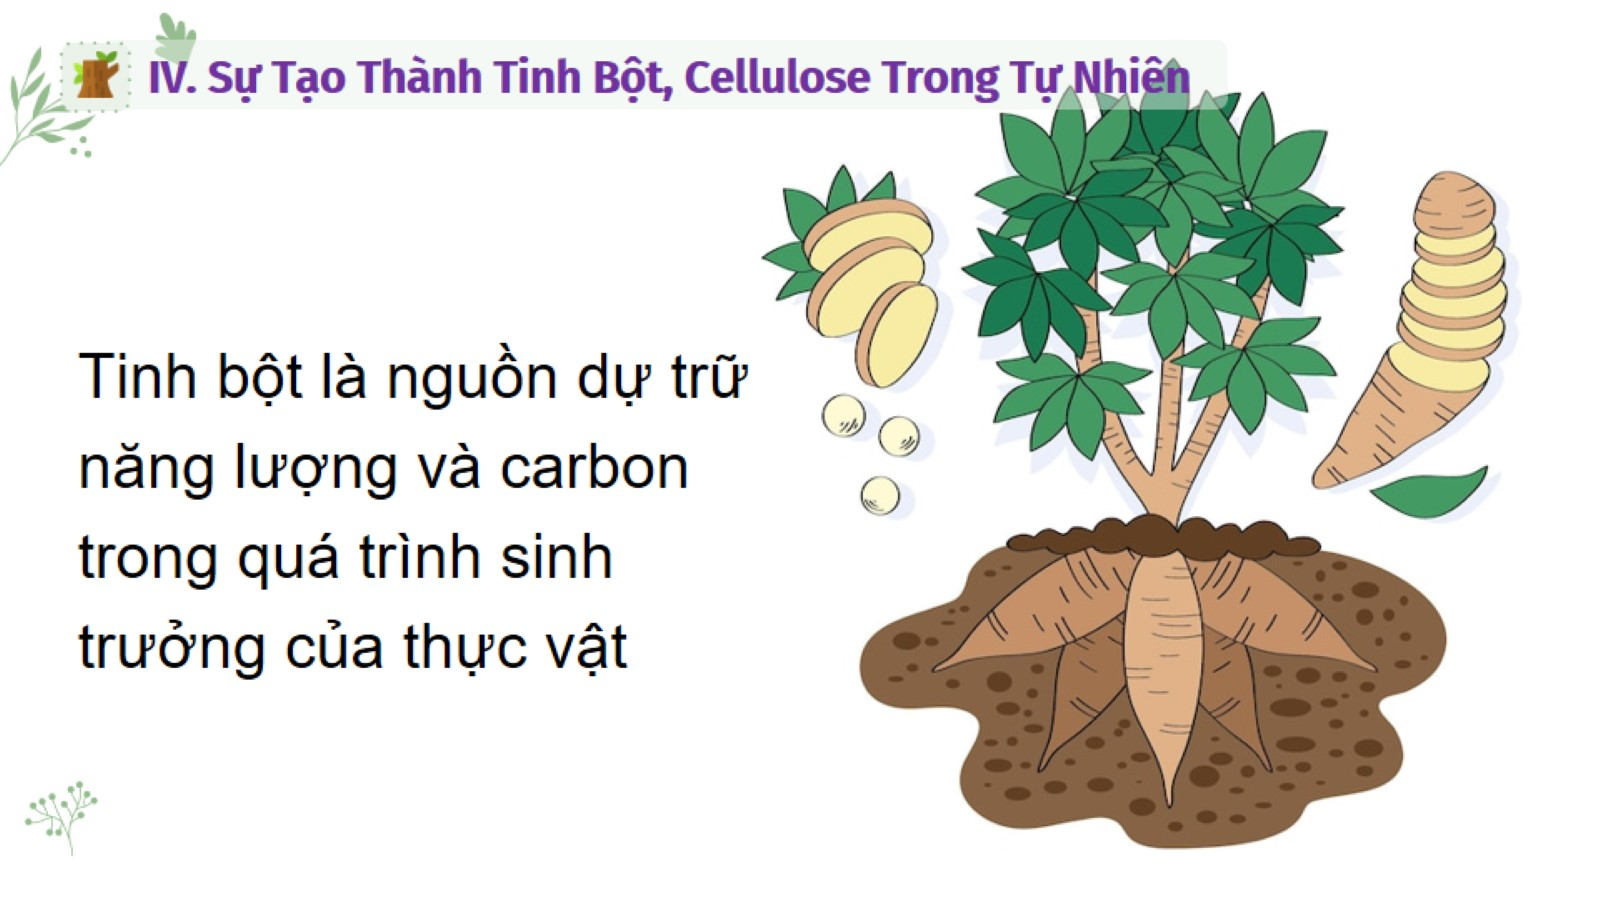 IV. Sự Tạo Thành Tinh Bột, Cellulose Trong Tự Nhiên
Tinh bột là nguồn dự trữ
năng lượng và carbon
trong quá trình sinh
trưởng của thực vật